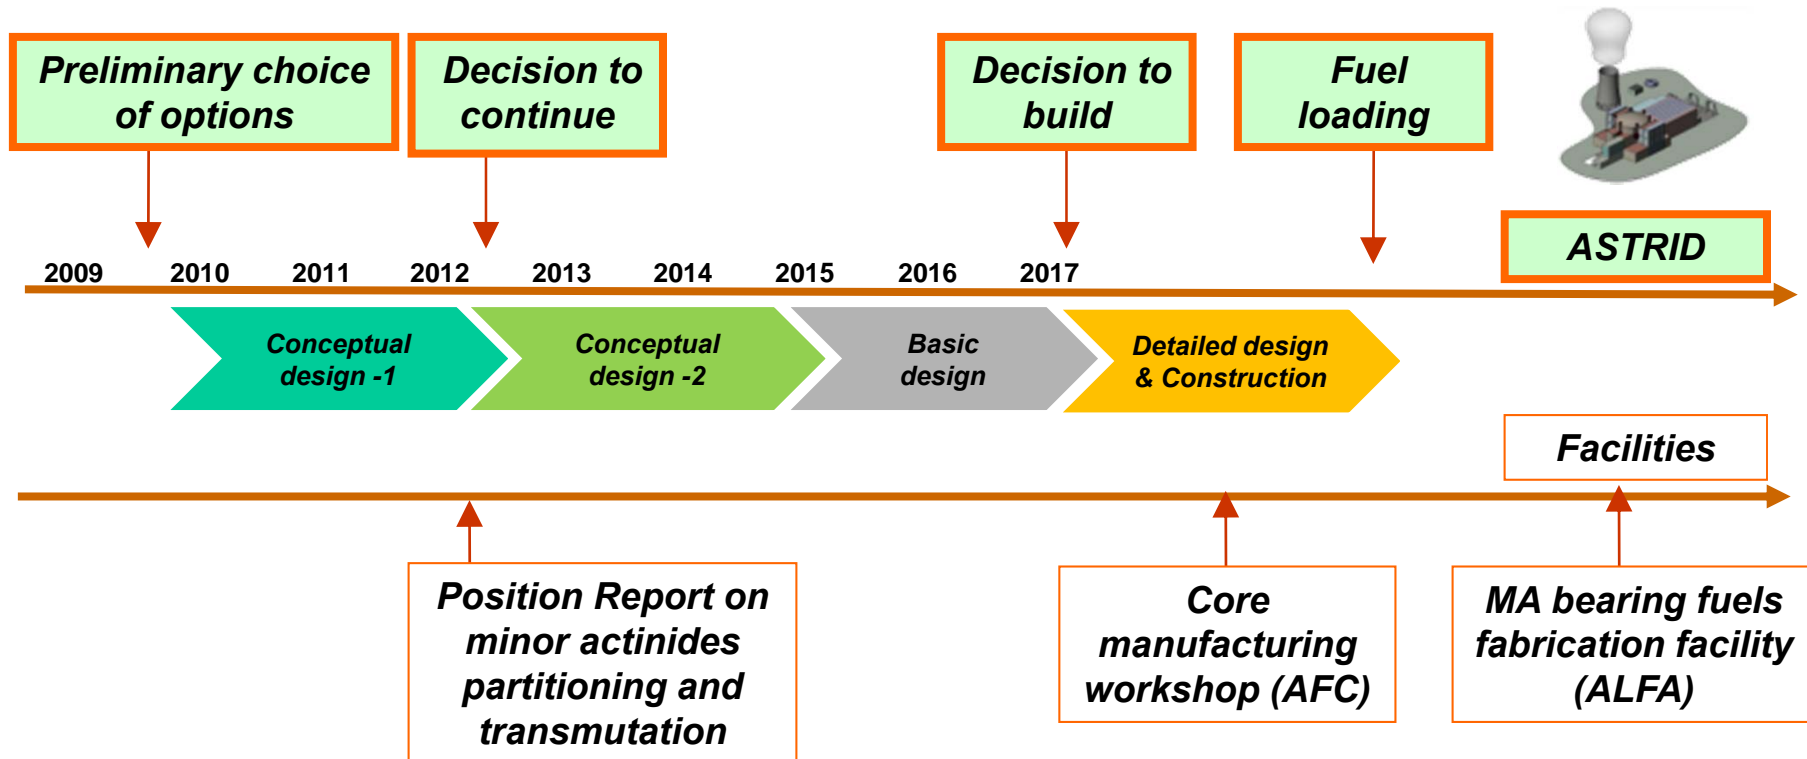 Preliminary choice
of options
Decision to
continue
Decision to
build
Fuel
loading
ASTRID
2009 2010 2011 2012 2013 2014 2015 2016 2017
Conceptual
design -1
Conceptual
design -2
Basic
design
Detailed design
& Construction
Facilities
Position Report on
minor actinides
partitioning and
transmutation
Core
manufacturing
workshop (AFC)
MA bearing fuels
fabrication facility
(ALFA)